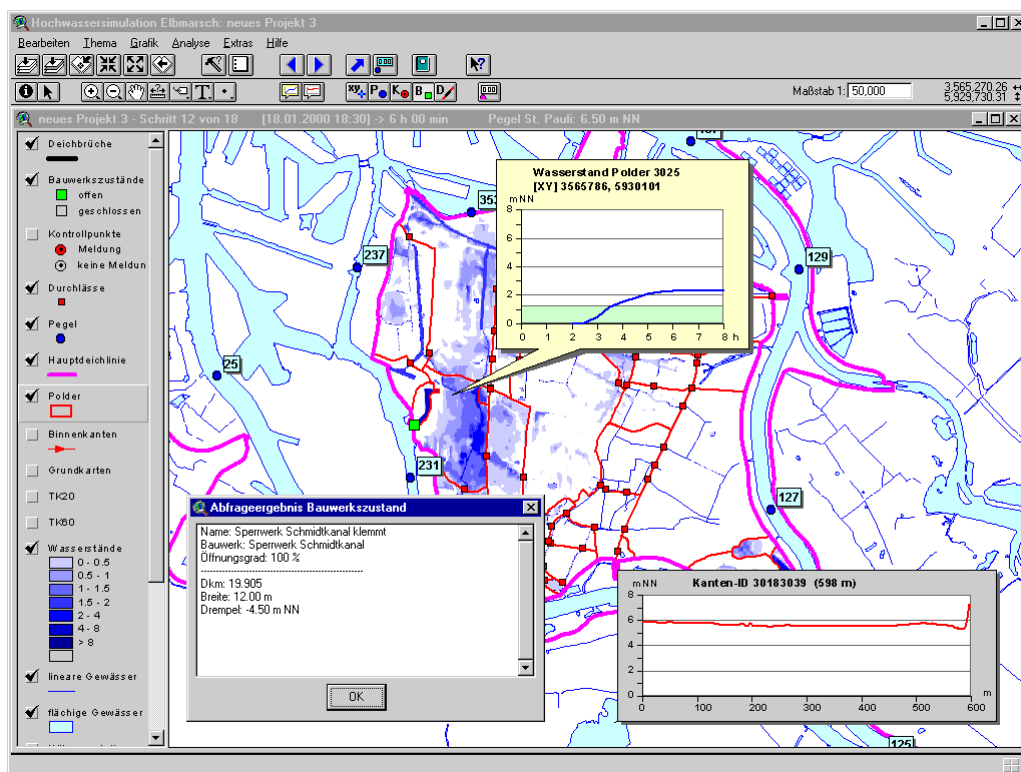 Hochwassersimulation Elbmarsch: neues Projekt 3
Bearbeiten Thema Grafik Analyse Extras Hilfe
XY P K B D
Maßstab 1: 50,000
3.565,270.26
5,929,730.31
neues Projekt 3 - Schritt 12 von 18 [18.01.2000 18:30] -> 6 h 00 min Pegel St. Pauli: 6.50 m NN
Deichbrüche
Bauwerkszustände
offen
geschlossen
Kontrollpunkte
Meldung
keine Meldun
Durchlässe
Pegel
Hauptdeichlinie
Polder
Binnenkanten
Grundkarten
TK20
TK60
Wasserstände
0 - 0.5
0.5 - 1
1 - 1.5
1.5 - 2
2 - 4
4 - 8
> 8
lineare Gewässer
flächige Gewässer
353
237
25
231
129
127
125
Wasserstand Polder 3025
[XY] 3565786, 5930101
mNN
8
6
4
2
0
0 1 2 3 4 5 6 7 8 h
Abfrageergebnis Bauwerkszustand
Name: Sperrwerk Schmidtkanal klemmt
Bauwerk: Sperrwerk Schmidtkanal
Öffnungsgrad: 100 %
------------------------------------------
Dkm: 19.905
Breite: 12.00 m
Drempel: -4.50 m NN
OK
mNN Kanten-ID 30183039 (598 m)
8
6
4
2
0
m
0 100 200 300 400 500 600